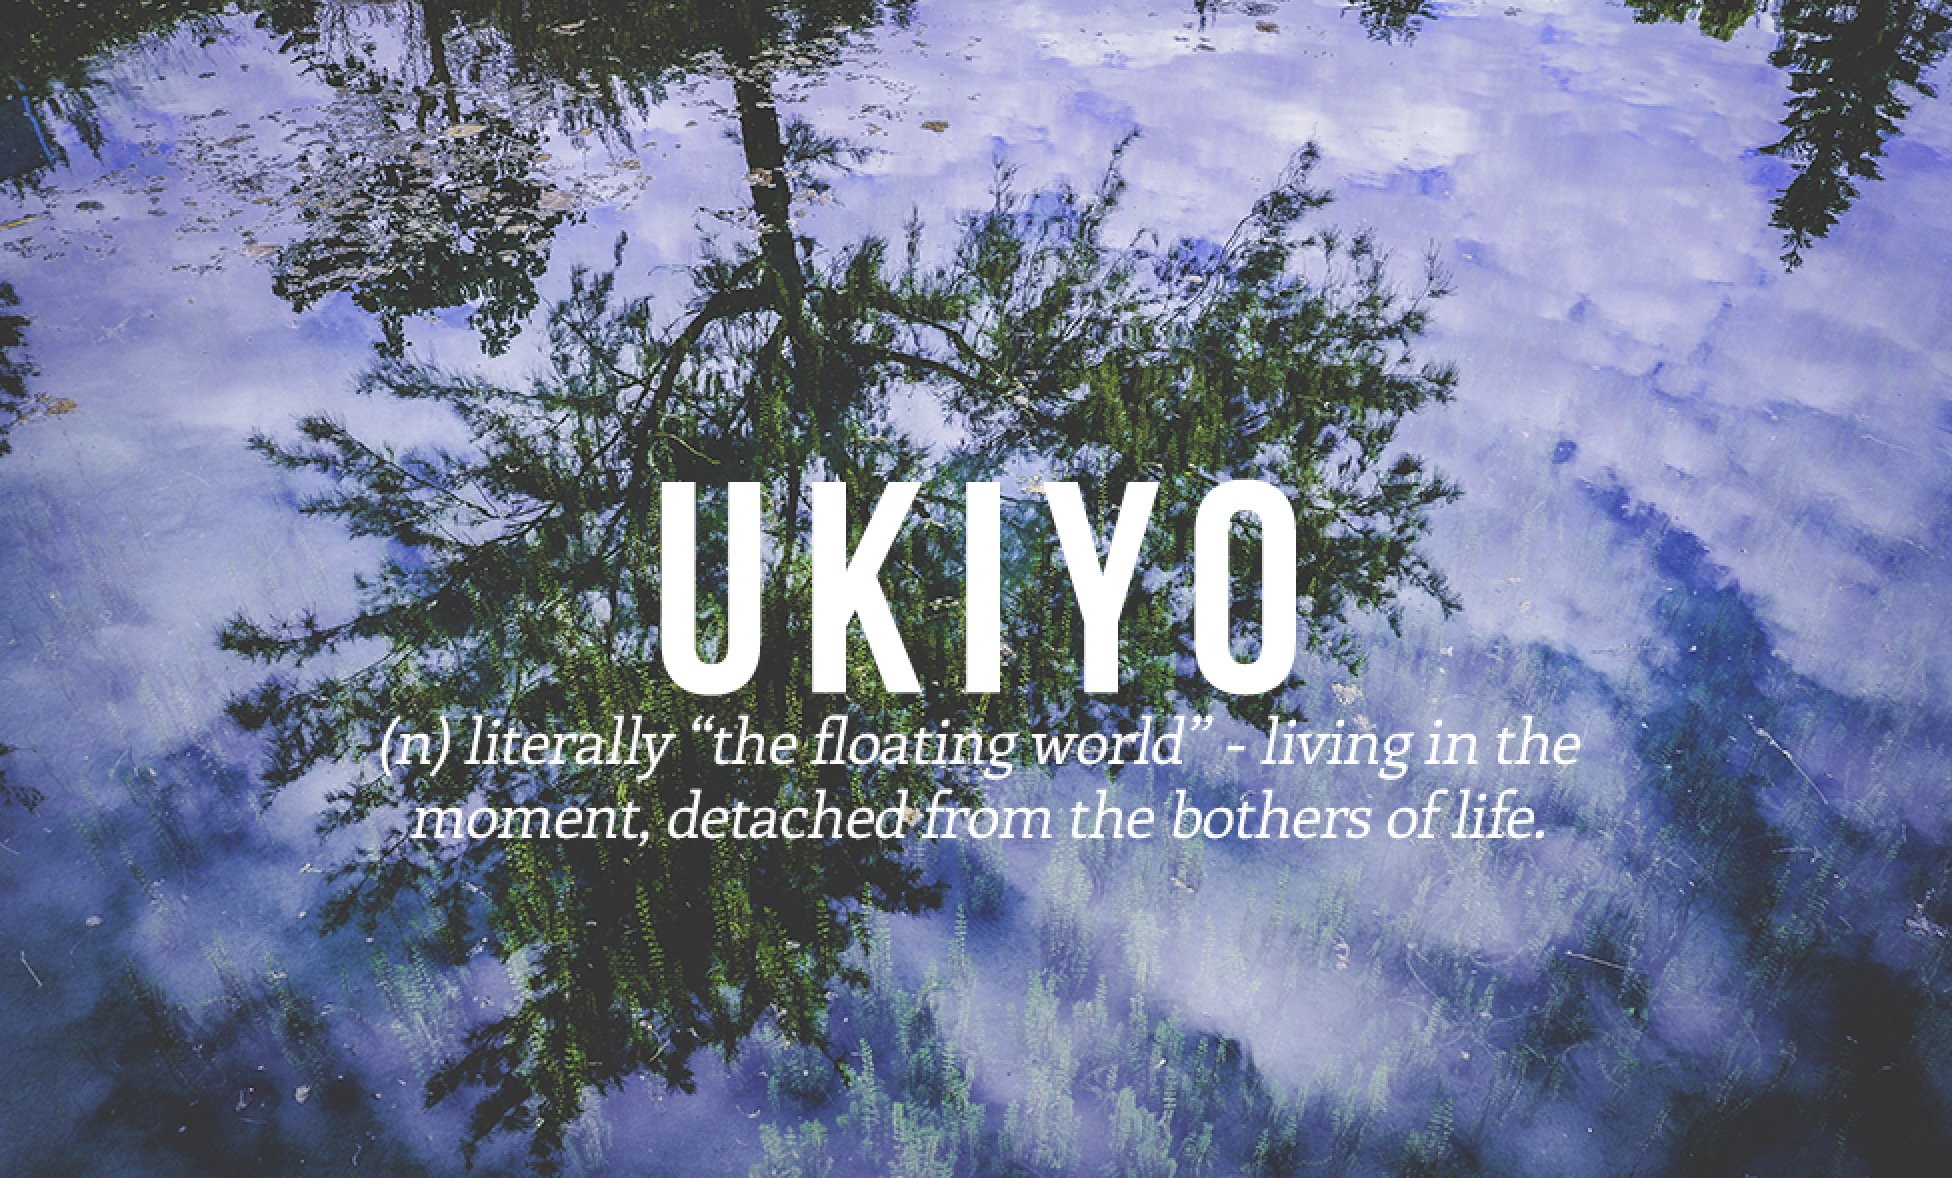 UKIYO
(n) literally “the floating world” - living in the
moment, detached from the bothers of life.